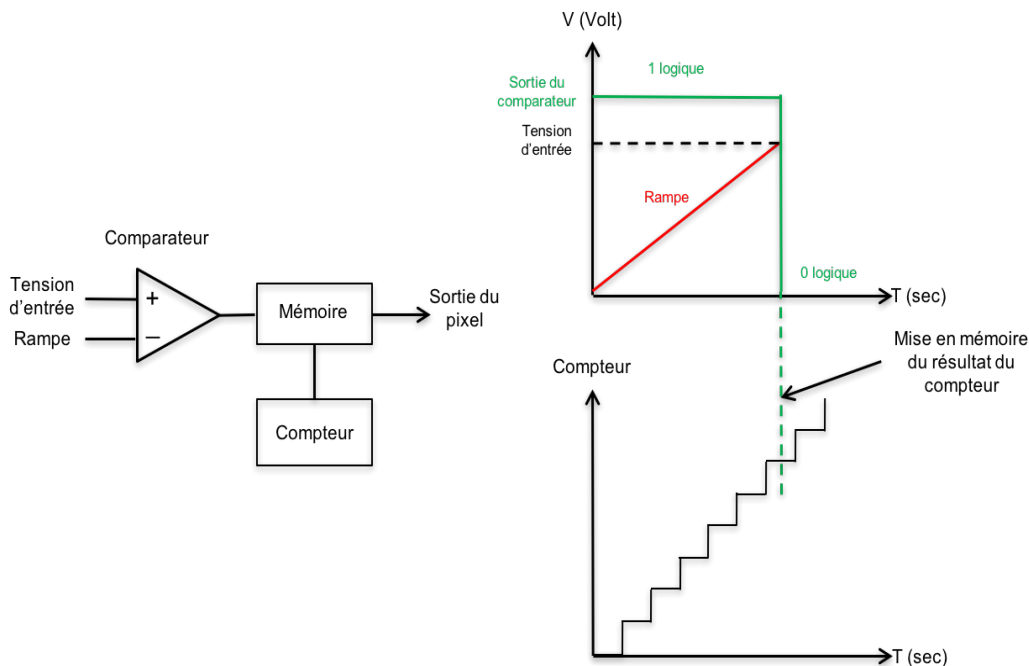 Comparateur
Tension
d'entrée
+
Rampe
−
Mémoire
Sortie du
pixel
Compteur
V (Volt)
Sortie du
comparateur
1 logique
Tension
d'entrée
Rampe
0 logique
T (sec)
Mise en mémoire
du résultat du
compteur
Compteur
T (sec)